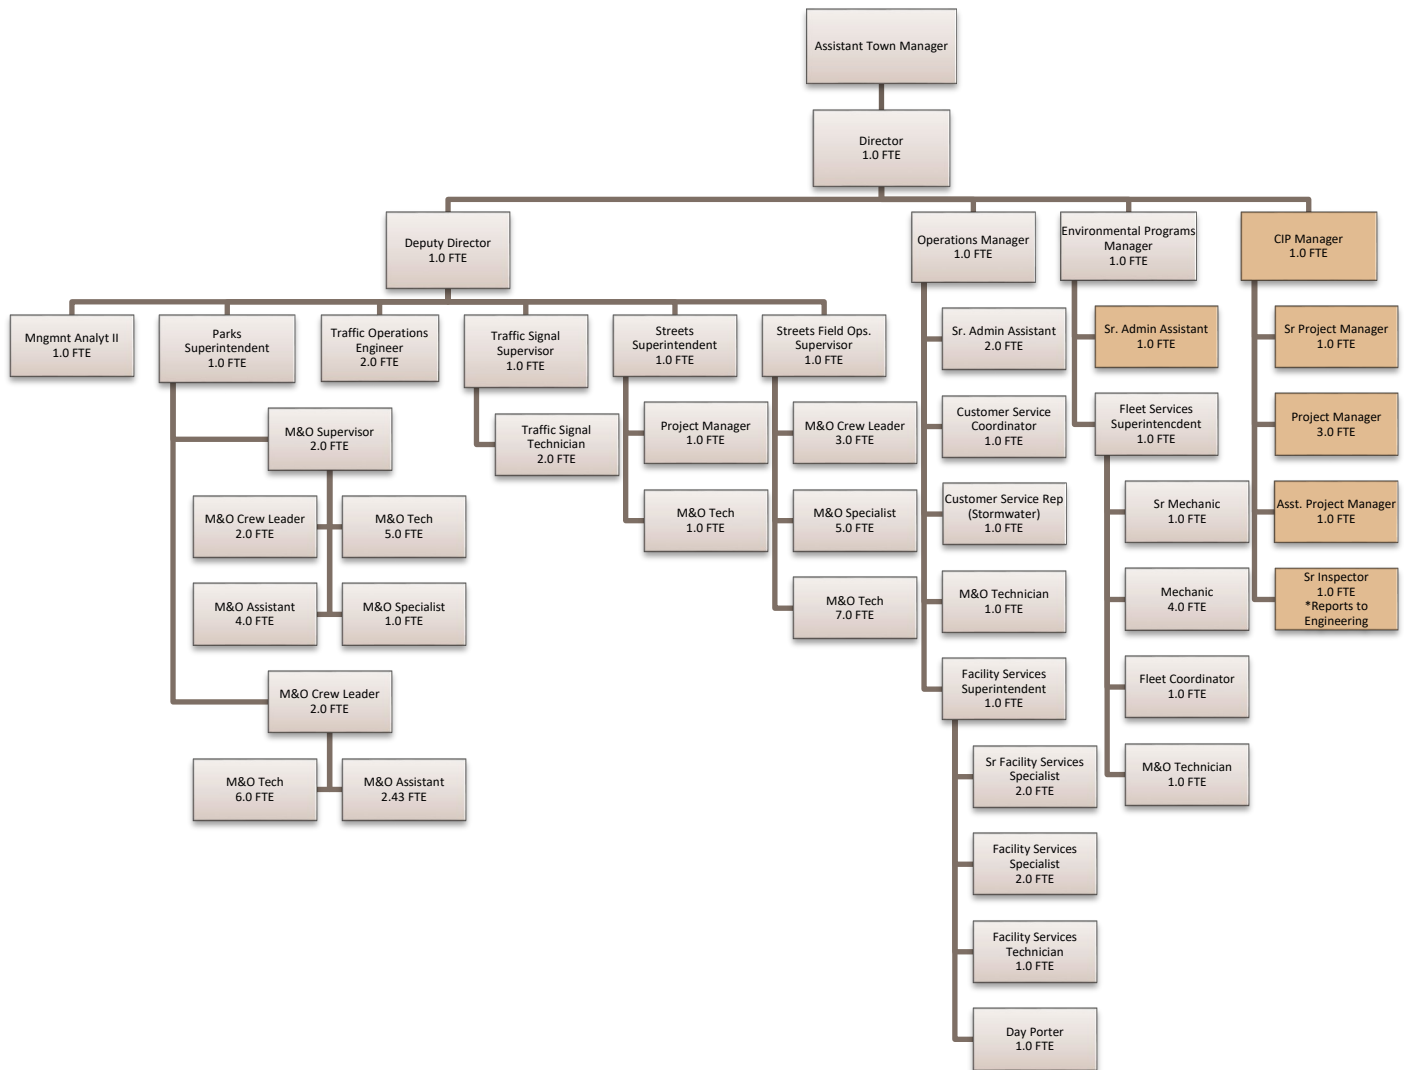 Assistant Town Manager
Director
1.0 FTE
Deputy Director
1.0 FTE
Operations Manager
1.0 FTE
Environmental Programs
Manager
1.0 FTE
CIP Manager
1.0 FTE
Mngmnt Analyt II
1.0 FTE
Parks
Superintendent
1.0 FTE
Traffic Operations
Engineer
2.0 FTE
Traffic Signal
Supervisor
1.0 FTE
Streets
Superintendent
1.0 FTE
Streets Field Ops.
Supervisor
1.0 FTE
M&O Supervisor
2.0 FTE
M&O Crew Leader
2.0 FTE
M&O Tech
5.0 FTE
M&O Assistant
4.0 FTE
M&O Specialist
1.0 FTE
M&O Crew Leader
2.0 FTE
M&O Tech
6.0 FTE
M&O Assistant
2.43 FTE
Traffic Signal
Technician
2.0 FTE
Project Manager
1.0 FTE
M&O Tech
1.0 FTE
M&O Crew Leader
3.0 FTE
M&O Specialist
5.0 FTE
M&O Tech
7.0 FTE
Sr. Admin Assistant
2.0 FTE
Customer Service
Coordinator
1.0 FTE
Customer Service Rep
(Stormwater)
1.0 FTE
M&O Technician
1.0 FTE
Facility Services
Superintendent
1.0 FTE
Sr Facility Services
Specialist
2.0 FTE
Facility Services
Specialist
2.0 FTE
Facility Services
Technician
1.0 FTE
Day Porter
1.0 FTE
Sr. Admin Assistant
1.0 FTE
Fleet Services
Superintencdent
1.0 FTE
Sr Mechanic
1.0 FTE
Mechanic
4.0 FTE
Fleet Coordinator
1.0 FTE
M&O Technician
1.0 FTE
Sr Project Manager
1.0 FTE
Project Manager
3.0 FTE
Asst. Project Manager
1.0 FTE
Sr Inspector
1.0 FTE
*Reports to
Engineering